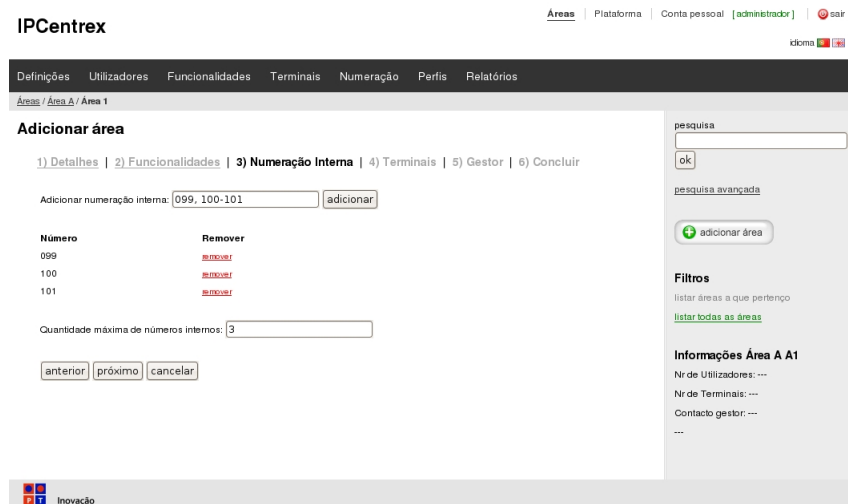 IPCentrex
Áreas Plataforma Conta pessoal [ administrador ] sair
idioma
Definições Utilizadores Funcionalidades Terminais Numeração Perfis Relatórios
Áreas / Área A / Área 1
Adicionar área
1) Detalhes | 2) Funcionalidades | 3) Numeração Interna | 4) Terminais | 5) Gestor | 6) Concluir
Adicionar numeração interna: 099, 100-101 adicionar
Número Remover
099 remover
100 remover
101 remover
Quantidade máxima de números internos: 3
anterior próximo cancelar
pesquisa
ok
pesquisa avançada
adicionar área
Filtros
listar áreas a que pertenço
listar todas as áreas
Informações Área A A1
Nr de Utilizadores: ---
Nr de Terminais: ---
Contacto gestor: ---
---
P T Inovação